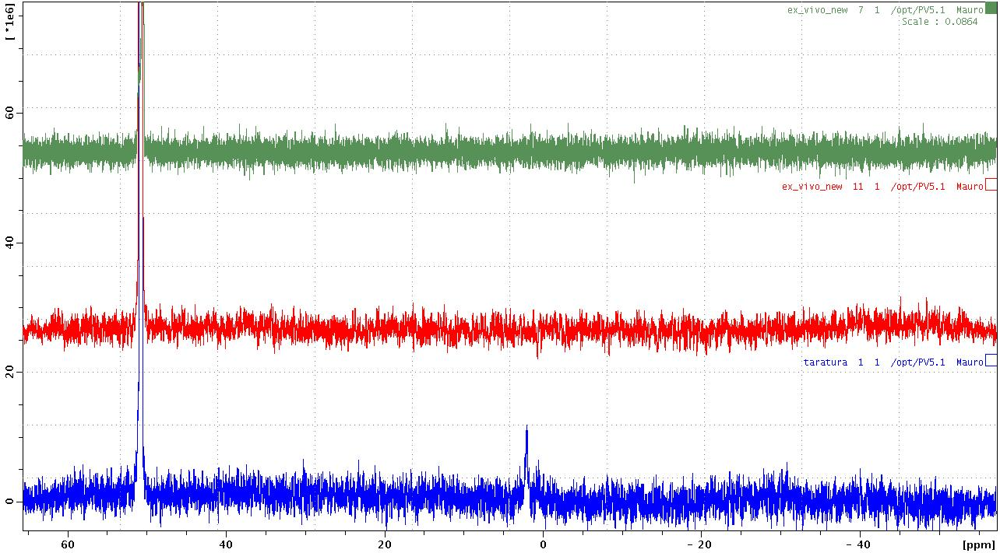 [ *1e6]
ex_vivo_new 7 1 /opt/PV5.1 Mauro
Scale : 0.0864
60
ex_vivo_new 11 1 /opt/PV5.1 Mauro
40
taratura 1 1 /opt/PV5.1 Mauro
20
0
60 40 20 0 - 20 - 40 [ppm]